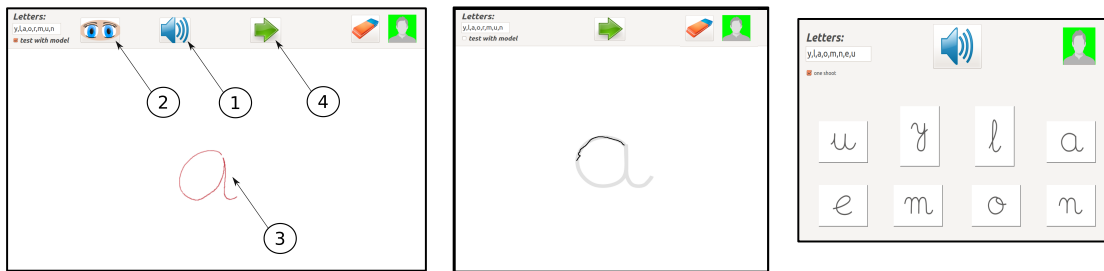 Letters:
y,l,a,o,r,m,u,n
test with model
2
1
4
a
3
Letters:
y,l,a,o,r,m,u,n
test with model
a
Letters:
y,l,a,o,m,n,e,u
one shoot
u y l a
e m o n